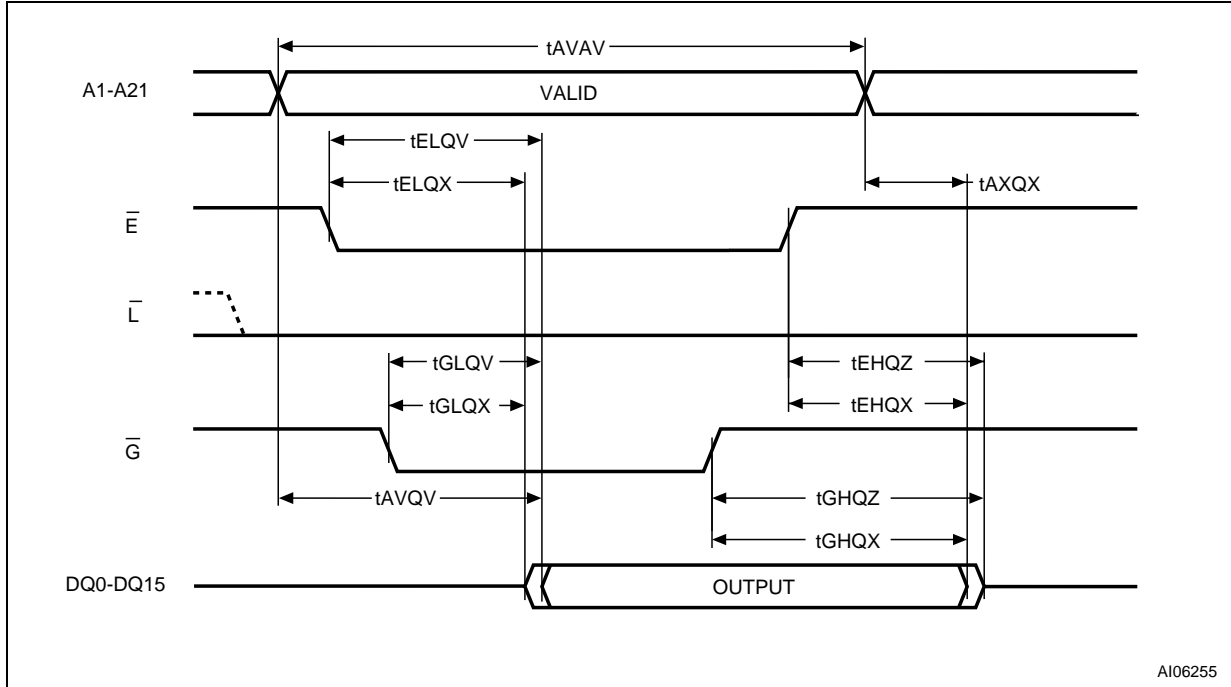 tAVAV
A1-A21
VALID
tELQV
tELQX
tAXQX
E̅
L̅
tGLQV
tEHQZ
tGLQX
tEHQX
G̅
tAVQV
tGHQZ
tGHQX
DQ0-DQ15
OUTPUT
AI06255